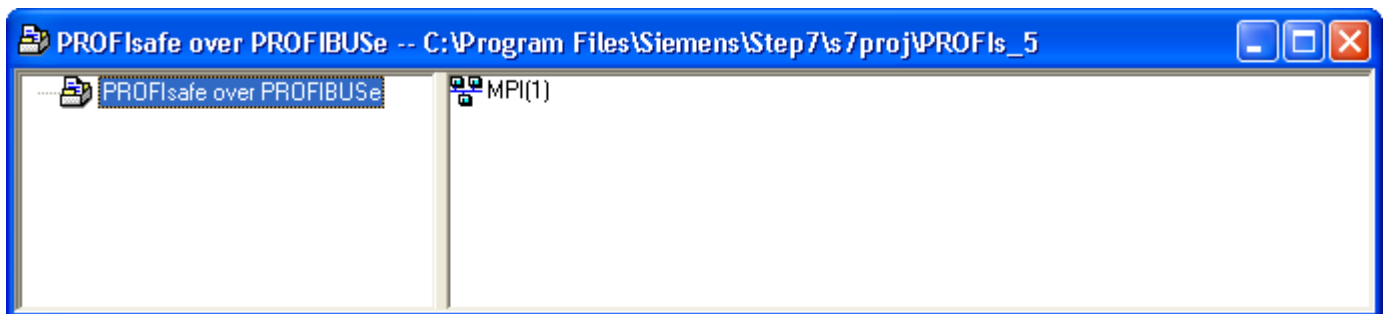 PROFIsafe over PROFIBUSe -- C:\Program Files\Siemens\Step7\s7proj\PROFIs_5
PROFIsafe over PROFIBUSe
MPI(1)